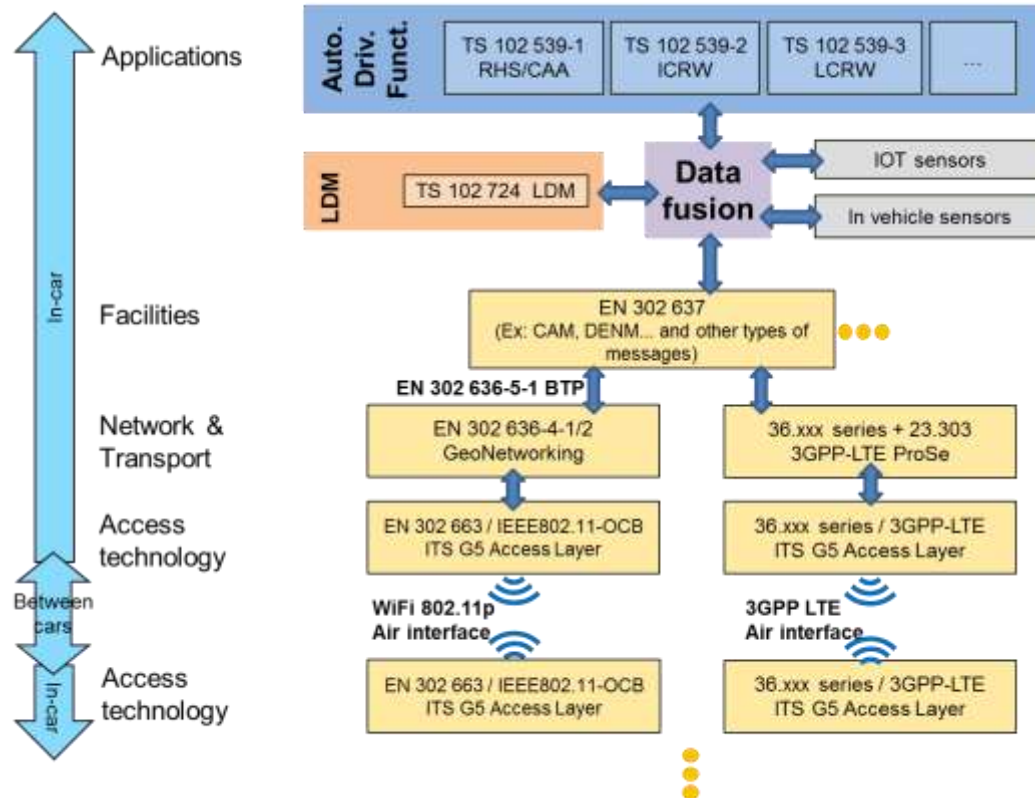 Applications
Auto.
Driv.
Funct.
TS 102 539-1
RHS/CAA
TS 102 539-2
ICRW
TS 102 539-3
LCRW
...
LDM
TS 102 724 LDM
Data
fusion
IOT sensors
In vehicle sensors
In-car
Facilities
EN 302 637
(Ex: CAM, DENM... and other types of
messages)
EN 302 636-5-1 BTP
Network &
Transport
EN 302 636-4-1/2
GeoNetworking
36.xxx series + 23.303
3GPP-LTE ProSe
Access
technology
EN 302 663 / IEEE802.11-OCB
ITS G5 Access Layer
36.xxx series / 3GPP-LTE
ITS G5 Access Layer
Between
cars
WiFi 802.11p
Air interface
3GPP LTE
Air interface
In-car
Access
technology
EN 302 663 / IEEE802.11-OCB
ITS G5 Access Layer
36.xxx series / 3GPP-LTE
ITS G5 Access Layer